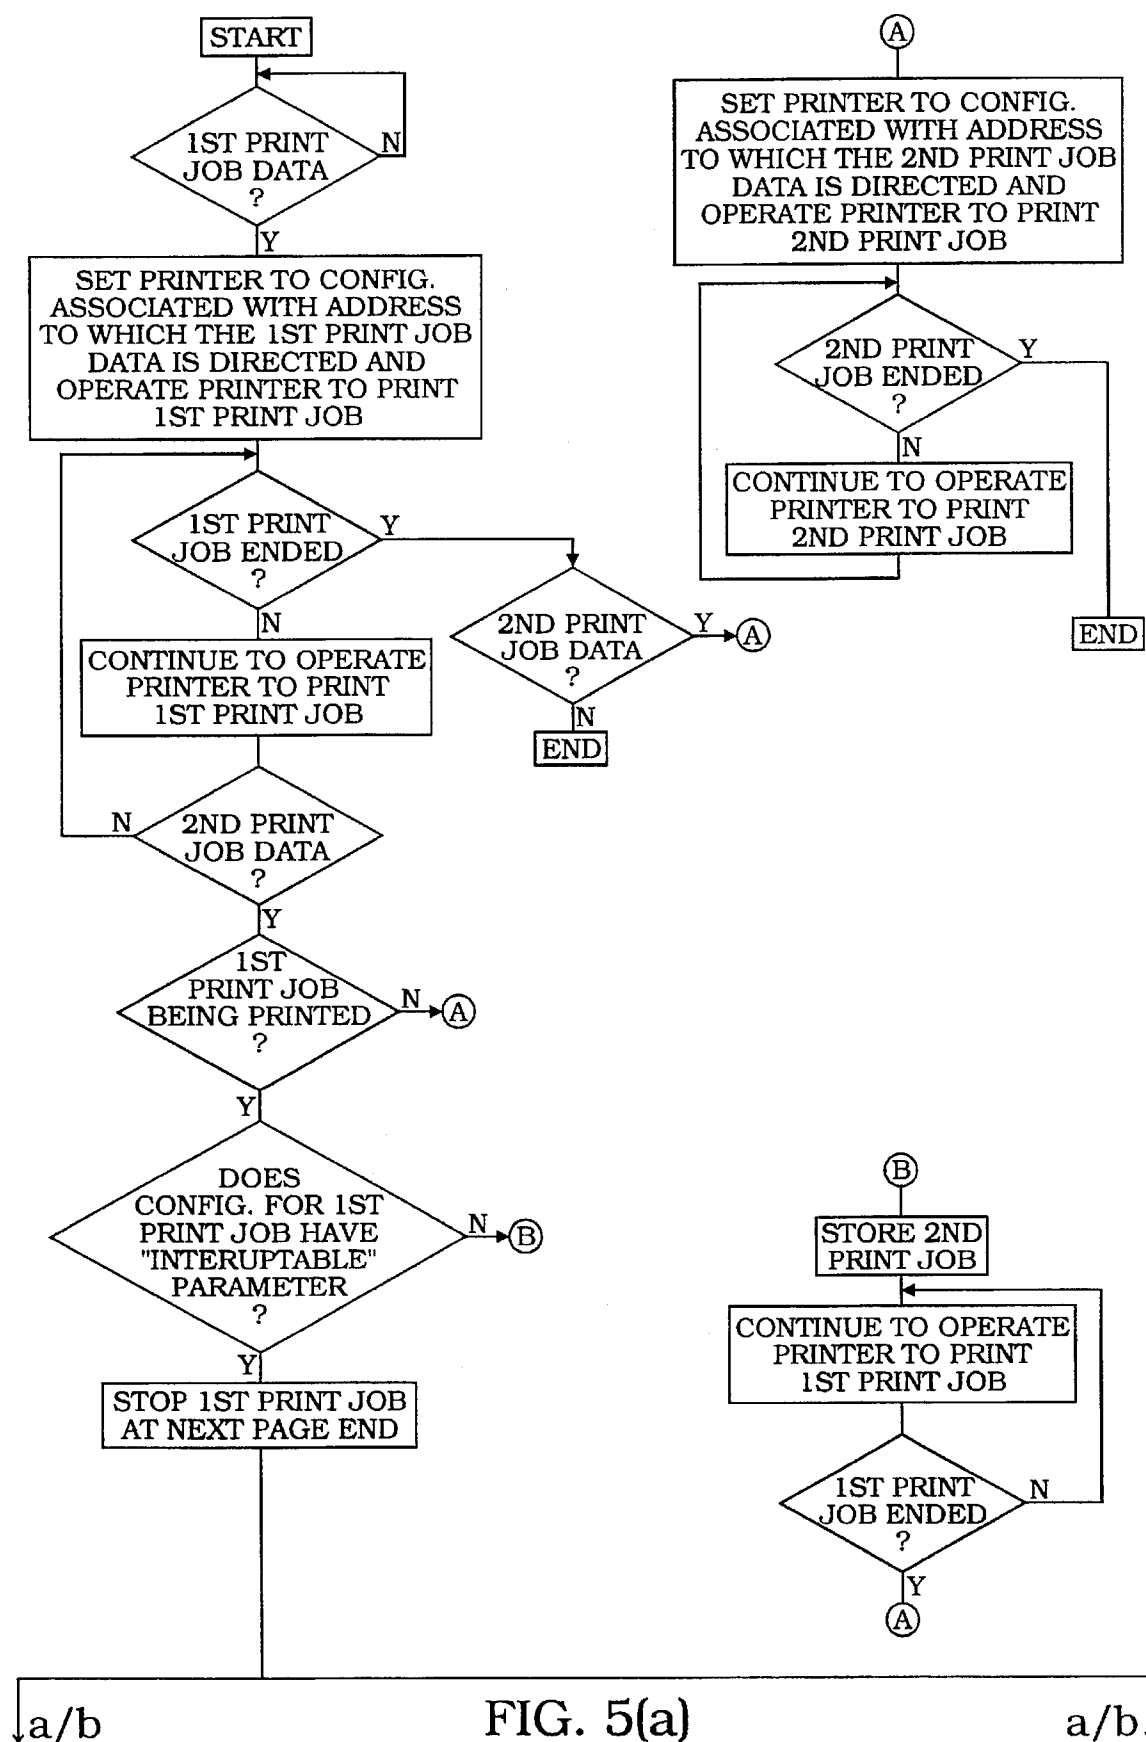 START
1ST PRINT
JOB DATA
?
N
Y
SET PRINTER TO CONFIG.
ASSOCIATED WITH ADDRESS
TO WHICH THE 1ST PRINT JOB
DATA IS DIRECTED AND
OPERATE PRINTER TO PRINT
1ST PRINT JOB
1ST PRINT
JOB ENDED
?
Y
N
2ND PRINT
JOB DATA
?
Y
A
N
END
CONTINUE TO OPERATE
PRINTER TO PRINT
1ST PRINT JOB
2ND PRINT
JOB DATA
?
N
Y
1ST
PRINT JOB
BEING PRINTED
?
N
A
Y
DOES
CONFIG. FOR 1ST
PRINT JOB HAVE
"INTERUPTABLE"
PARAMETER
?
N
B
Y
STOP 1ST PRINT JOB
AT NEXT PAGE END
A
SET PRINTER TO CONFIG.
ASSOCIATED WITH ADDRESS
TO WHICH THE 2ND PRINT JOB
DATA IS DIRECTED AND
OPERATE PRINTER TO PRINT
2ND PRINT JOB
2ND PRINT
JOB ENDED
?
Y
N
CONTINUE TO OPERATE
PRINTER TO PRINT
2ND PRINT JOB
END
B
STORE 2ND
PRINT JOB
CONTINUE TO OPERATE
PRINTER TO PRINT
1ST PRINT JOB
1ST PRINT
JOB ENDED
?
N
Y
A
a/b
FIG. 5(a)
a/b